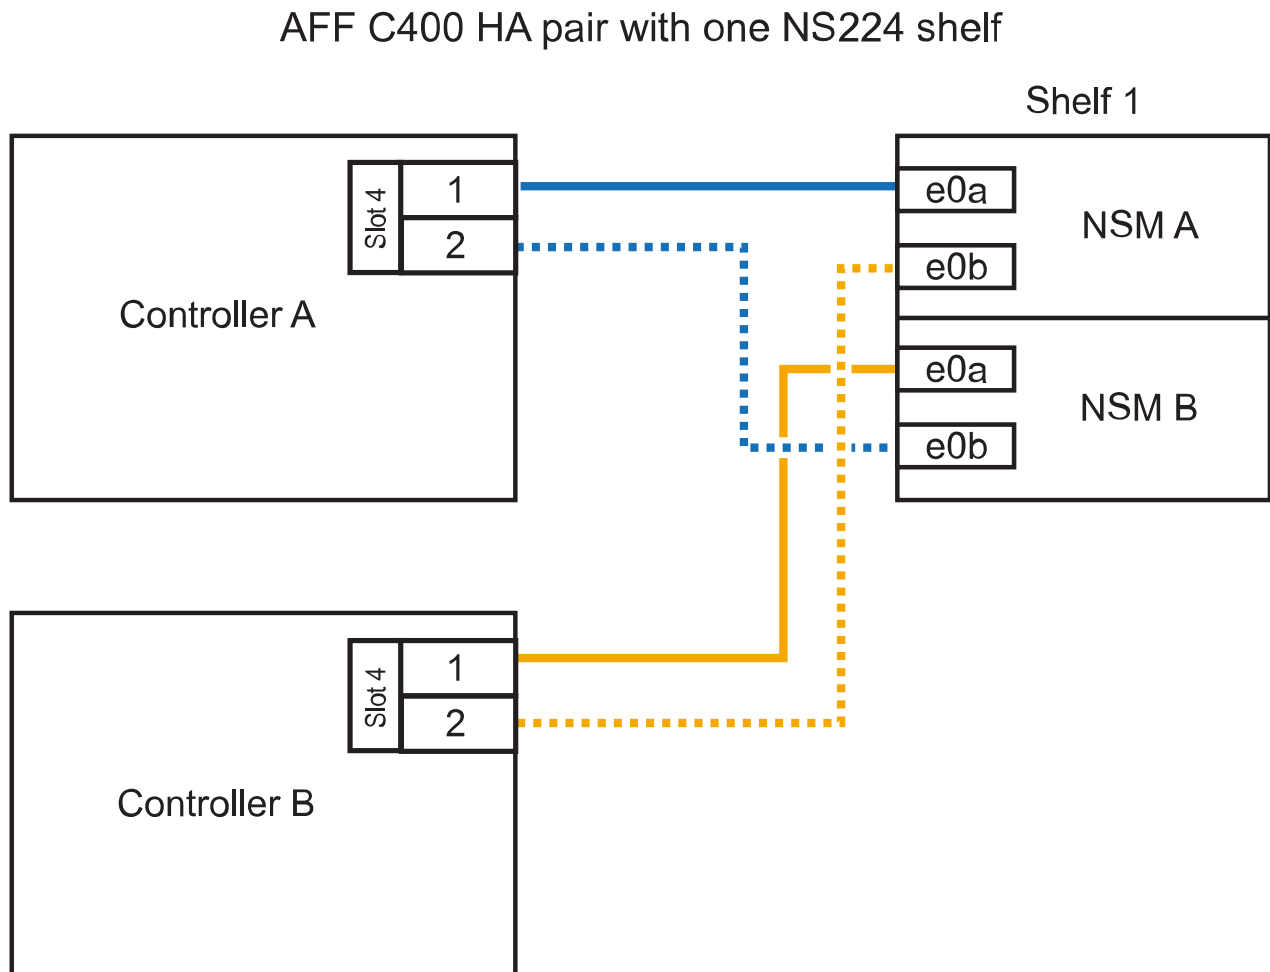 AFF C400 HA pair with one NS224 shelf
Shelf 1
Slot 4
1
2
Controller A
e0a
e0b
NSM A
e0a
e0b
NSM B
Slot 4
1
2
Controller B